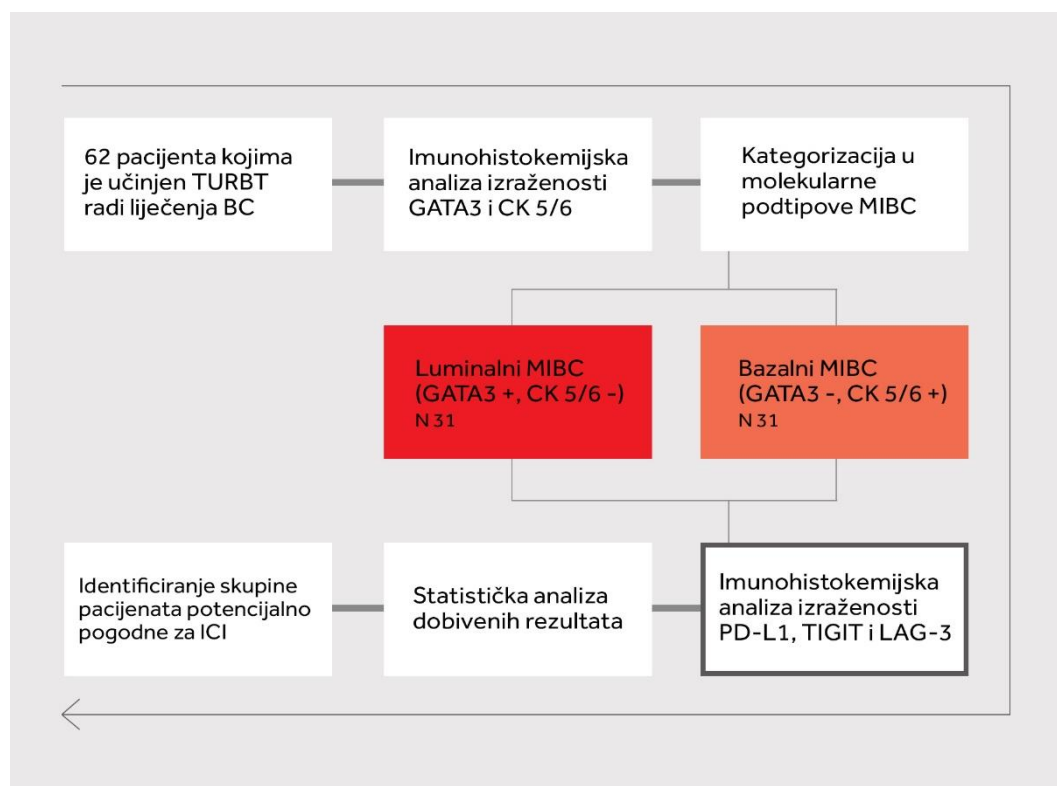 62 pacijenta kojima
je učinjen TURBT
radi liječenja BC
Imunohistokemijska
analiza izraženosti
GATA3 i CK 5/6
Kategorizacija u
molekularne
podtipove MIBC
Luminalni MIBC
(GATA3 +, CK 5/6 -)
N 31
Bazalni MIBC
(GATA3 -, CK 5/6 +)
N 31
Imunohistokemijska
analiza izraženosti
PD-L1, TIGIT i LAG-3
Statistička analiza
dobivenih rezultata
Identificiranje skupine
pacijenata potencijalno
pogodne za ICI